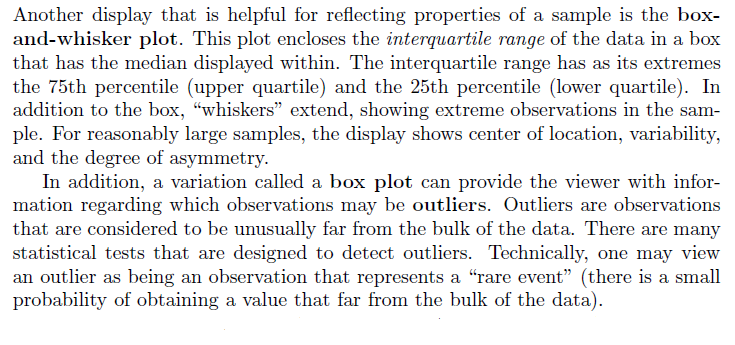 Another display that is helpful for reflecting properties of a sample is the box-
and-whisker plot. This plot encloses the interquartile range of the data in a box
that has the median displayed within. The interquartile range has as its extremes
the 75th percentile (upper quartile) and the 25th percentile (lower quartile). In
addition to the box, “whiskers” extend, showing extreme observations in the sam-
ple. For reasonably large samples, the display shows center of location, variability,
and the degree of asymmetry.
In addition, a variation called a box plot can provide the viewer with infor-
mation regarding which observations may be outliers. Outliers are observations
that are considered to be unusually far from the bulk of the data. There are many
statistical tests that are designed to detect outliers. Technically, one may view
an outlier as being an observation that represents a “rare event” (there is a small
probability of obtaining a value that far from the bulk of the data).